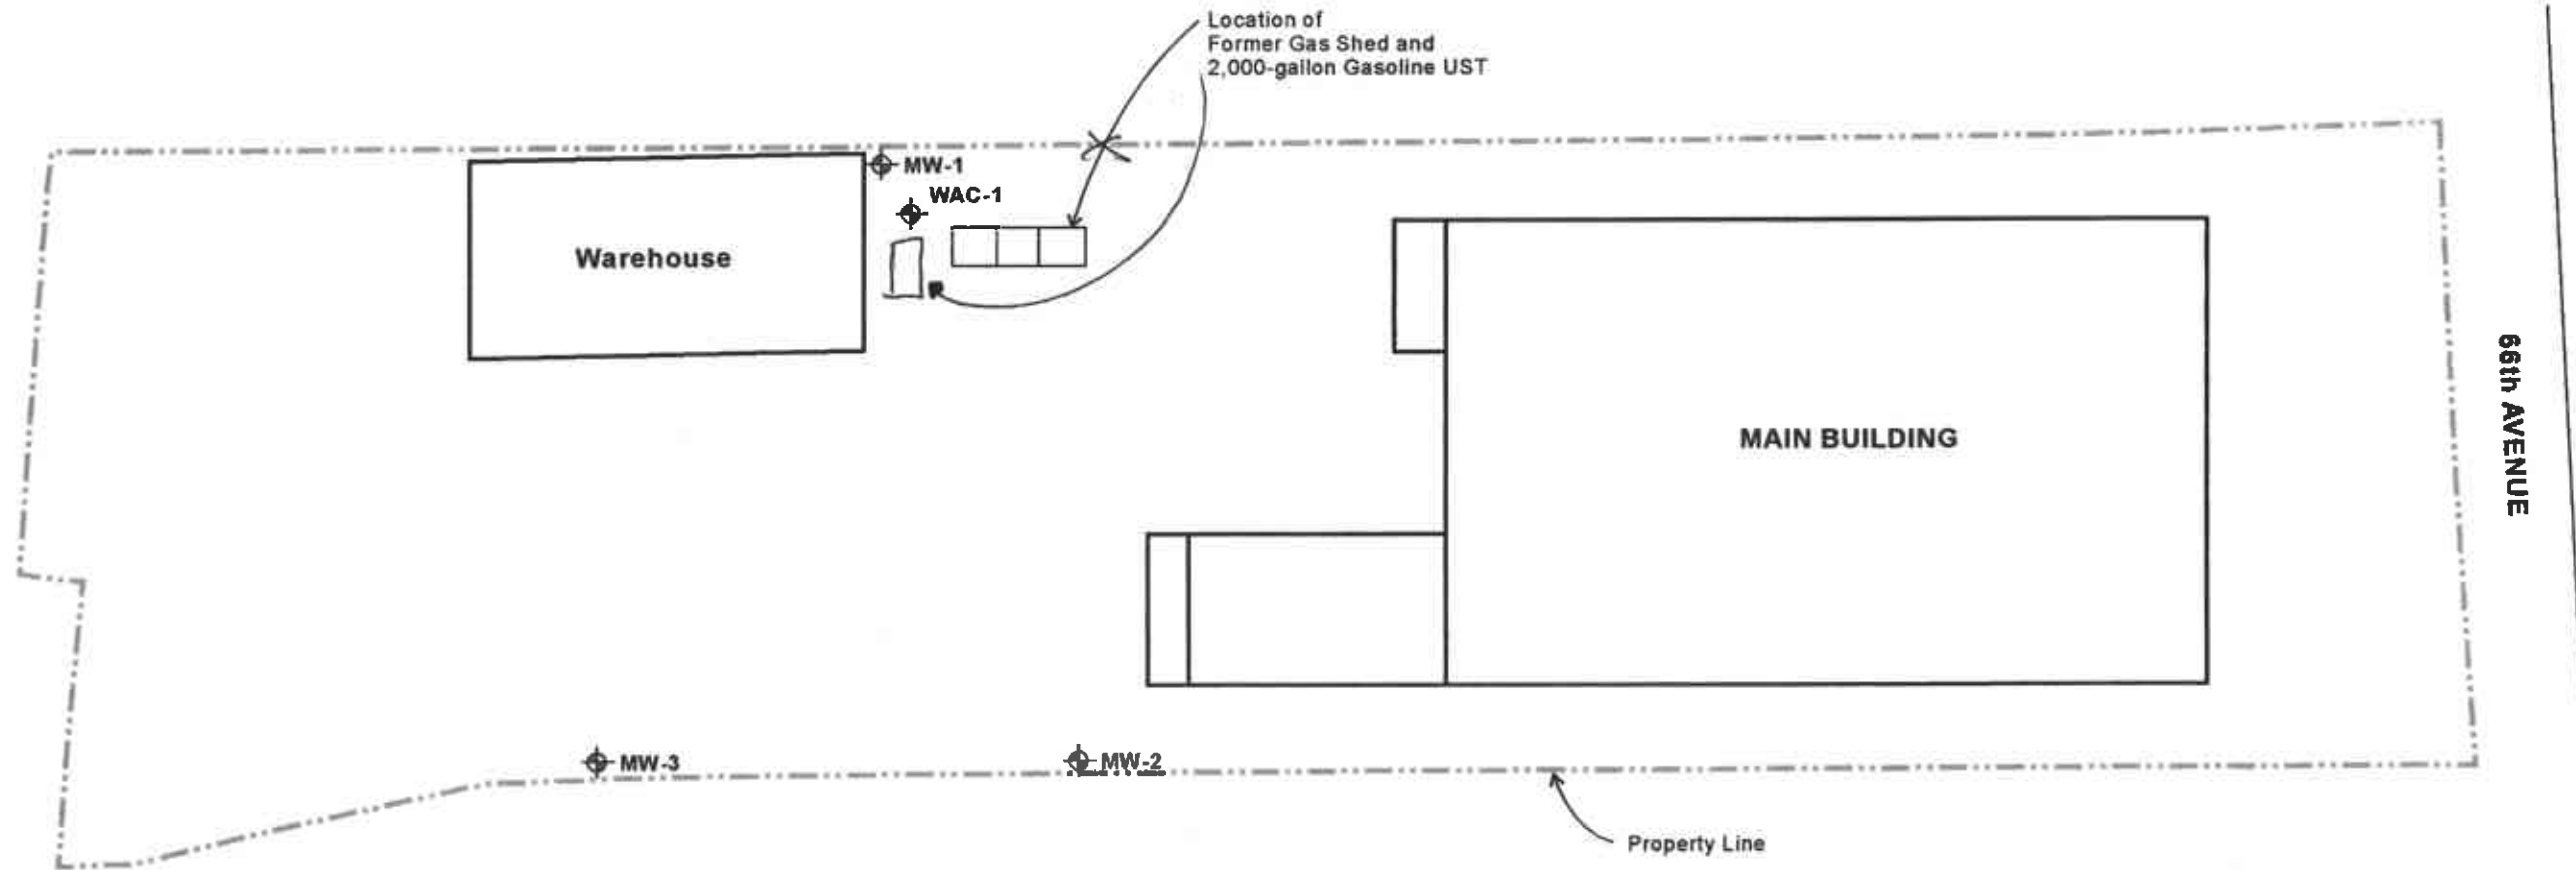 Location of
Former Gas Shed and
2,000-gallon Gasoline UST
MW-1
WAC-1
Warehouse
MAIN BUILDING
66th AVENUE
MW-3
MW-2
Property Line